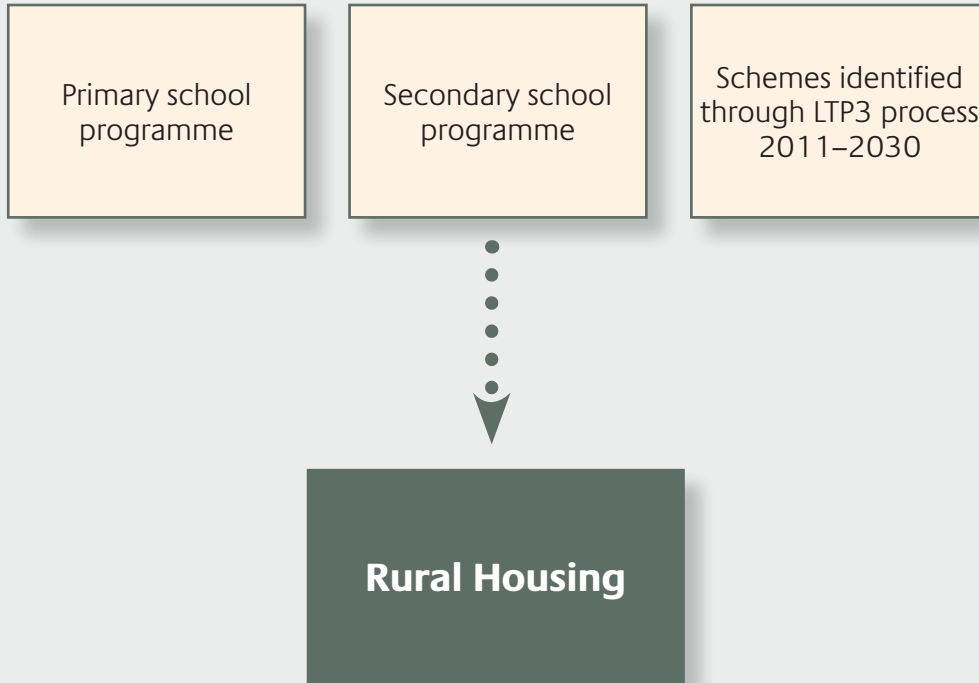 Primary school
programme
Secondary school
programme
Schemes identified
through LTP3 process
2011–2030
Rural Housing